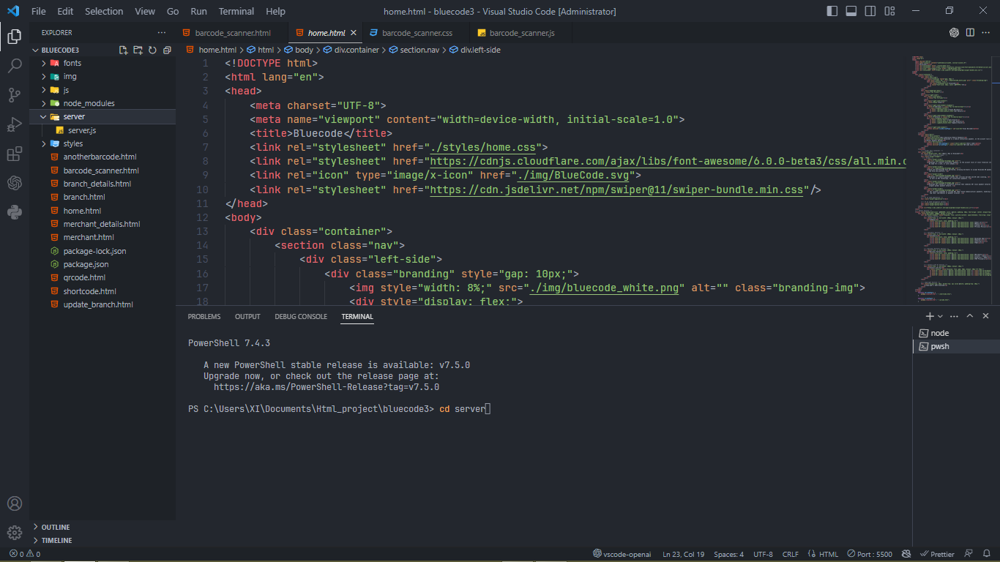 File Edit Selection View Go Run Terminal Help
home.html - bluecode3 - Visual Studio Code [Administrator]
EXPLORER
barcode_scanner.html
home.html
barcode_scanner.css
barcode_scanner.js
BLUECODE3
home.html > html > body > div.container > section.nav > div.left-side
fonts
img
js
node_modules
server
server.js
styles
anotherbarcode.html
barcode_scanner.html
branch_details.html
branch.html
home.html
merchant_details.html
merchant.html
package-lock.json
package.json
qrcode.html
shortcode.html
update_branch.html
OUTLINE
TIMELINE
1 <!DOCTYPE html>
2 <html lang="en">
3 <head>
4 <meta charset="UTF-8">
5 <meta name="viewport" content="width=device-width, initial-scale=1.0">
6 <title>Bluecode</title>
7 <link rel="stylesheet" href="./styles/home.css">
8 <link rel="stylesheet" href="https://cdnjs.cloudflare.com/ajax/libs/font-awesome/6.0.0-beta3/css/all.min.c
9 <link rel="icon" type="image/x-icon" href="./img/BlueCode.svg">
10 <link rel="stylesheet" href="https://cdn.jsdelivr.net/npm/swiper@11/swiper-bundle.min.css"/>
11 </head>
12 <body>
13 <div class="container">
14 <section class="nav">
15 <div class="left-side">
16 <div class="branding" style="gap: 10px;">
17 <img style="width: 8%;" src="./img/bluecode_white.png" alt="" class="branding-img">
18 <div style="display: flex;">
PROBLEMS OUTPUT DEBUG CONSOLE TERMINAL
PowerShell 7.4.3
A new PowerShell stable release is available: v7.5.0
Upgrade now, or check out the release page at:
https://aka.ms/PowerShell-Release?tag=v7.5.0
PS C:\Users\XI\Documents\Html_project\bluecode3> cd server
node
pwsh
0 0
vscode-openai Ln 23, Col 19 Spaces: 4 UTF-8 CRLF HTML Port : 5500 Prettier